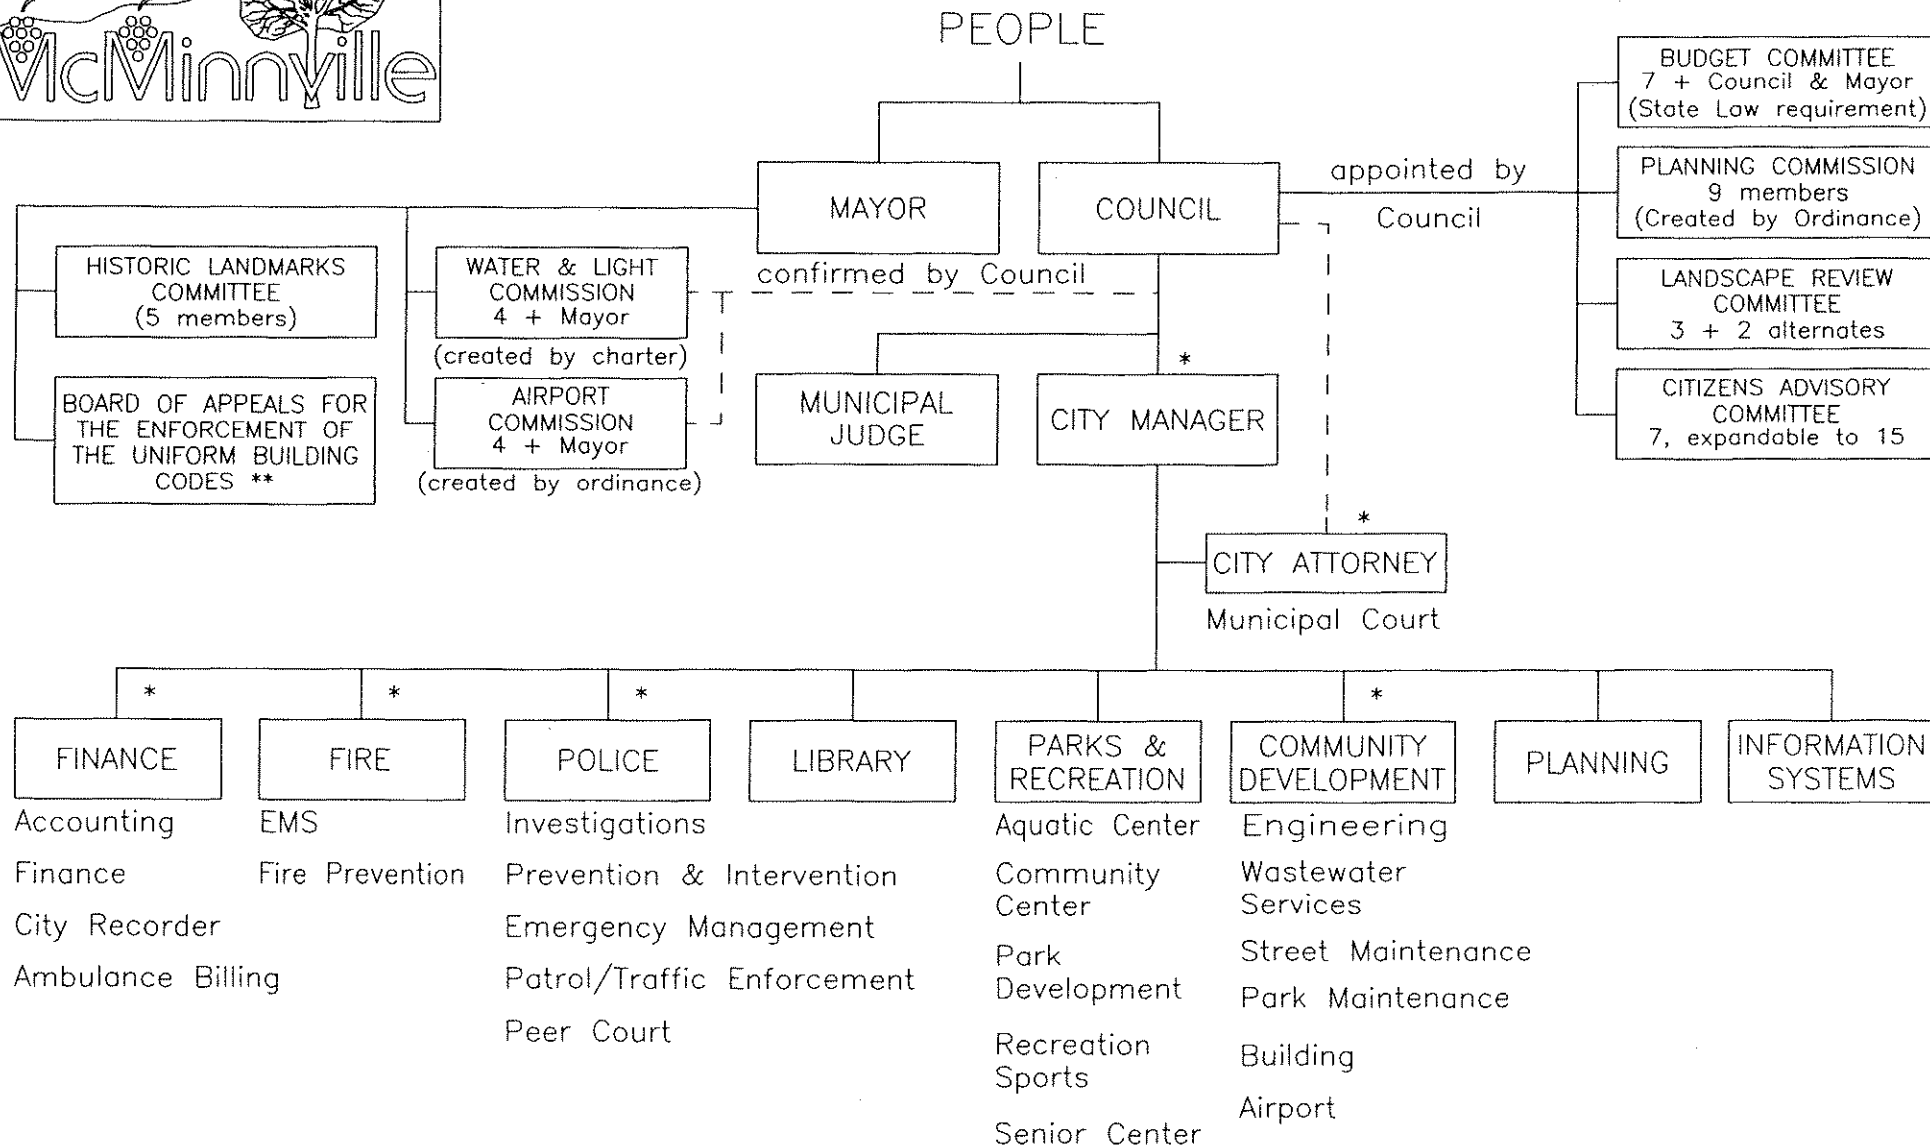 McMinnville
PEOPLE
MAYOR
COUNCIL
appointed by
Council
BUDGET COMMITTEE
7 + Council & Mayor
(State Law requirement)
PLANNING COMMISSION
9 members
(Created by Ordinance)
LANDSCAPE REVIEW
COMMITTEE
3 + 2 alternates
CITIZENS ADVISORY
COMMITTEE
7, expandable to 15
HISTORIC LANDMARKS
COMMITTEE
(5 members)
BOARD OF APPEALS FOR
THE ENFORCEMENT OF
THE UNIFORM BUILDING
CODES **
WATER & LIGHT
COMMISSION
4 + Mayor
(created by charter)
AIRPORT
COMMISSION
4 + Mayor
(created by ordinance)
confirmed by Council
MUNICIPAL
JUDGE
*
CITY MANAGER
*
CITY ATTORNEY
Municipal Court
*
FINANCE
Accounting
Finance
City Recorder
Ambulance Billing
*
FIRE
EMS
Fire Prevention
*
POLICE
Investigations
Prevention & Intervention
Emergency Management
Patrol/Traffic Enforcement
Peer Court
LIBRARY
PARKS &
RECREATION
Aquatic Center
Community
Center
Park
Development
Recreation
Sports
Senior Center
*
COMMUNITY
DEVELOPMENT
Engineering
Wastewater
Services
Street Maintenance
Park Maintenance
Building
Airport
PLANNING
INFORMATION
SYSTEMS